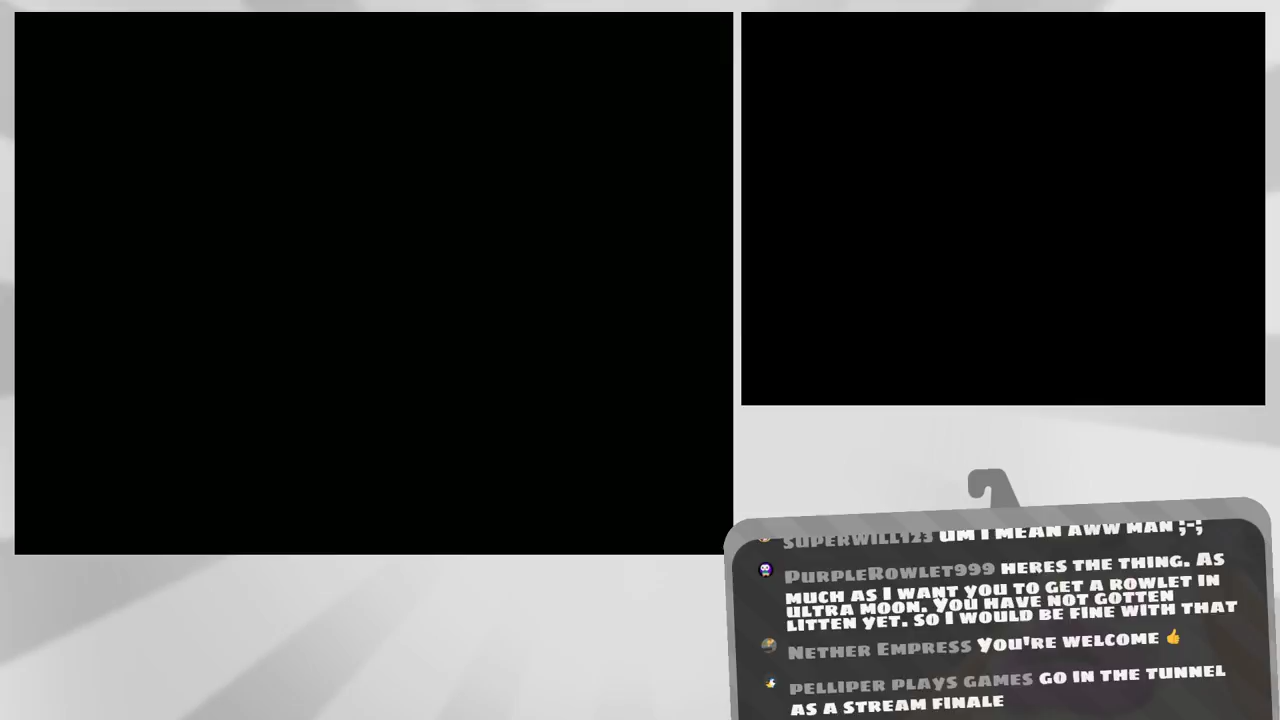 SUPERWILL123 UM I MEAN AWW MAN ;-;
PURPLEROWLET999 HERES THE THING. AS
MUCH AS I WANT YOU TO GET A ROWLET IN
ULTRA MOON. YOU HAVE NOT GOTTEN
LITTEN YET. SO I WOULD BE FINE WITH THAT
NETHER EMPRESS YOU'RE WELCOME 👍
PELLIPER PLAYS GAMES GO IN THE TUNNEL
AS A STREAM FINALE